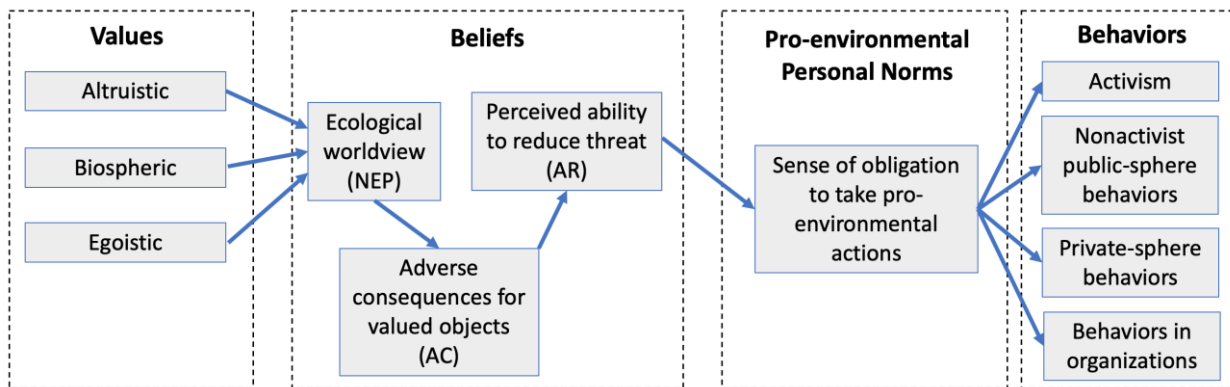 Values
Altruistic
Biospheric
Egoistic
Beliefs
Ecological
worldview
(NEP)
Adverse
consequences for
valued objects
(AC)
Perceived ability
to reduce threat
(AR)
Pro-environmental
Personal Norms
Sense of obligation
to take pro-
environmental
actions
Behaviors
Activism
Nonactivist
public-sphere
behaviors
Private-sphere
behaviors
Behaviors in
organizations